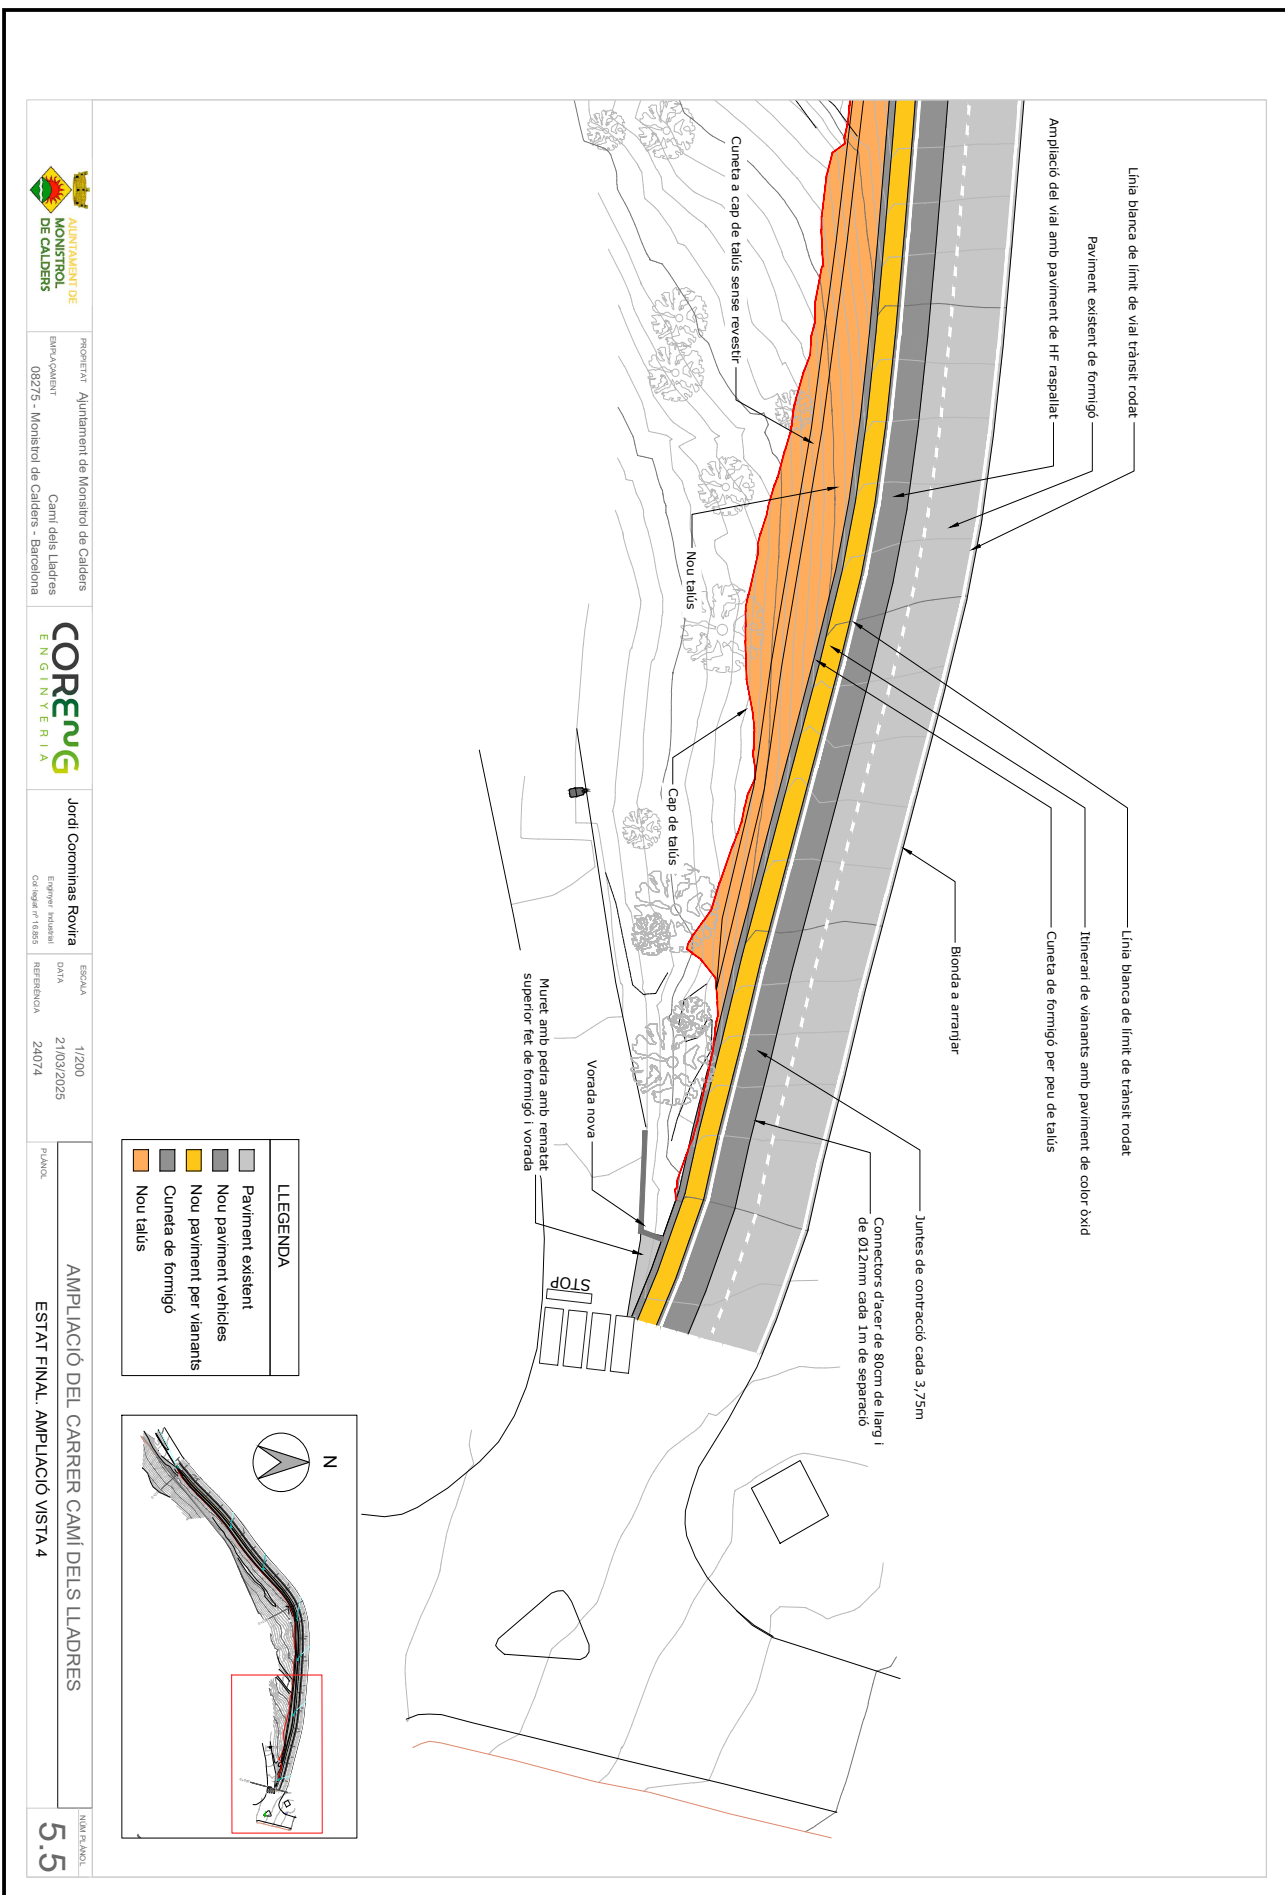 Línia blanca de límit de vial trànsit rodat
Paviment existent de formigó
Ampliació del vial amb paviment de HF raspallat
Cuneta a cap de talús sense revestir
Nou talús
Cap de talús
Línia blanca de límit de trànsit rodat
Itinerari de vianants amb paviment de color òxid
Cuneta de formigó per peu de talús
Bionda a arranjar
Juntes de contracció cada 3,75m
Connectors d'acer de 80cm de llarg i
de Ø12mm cada 1m de separació
Vorada nova
Muret amb pedra amb rematat
superior fet de formigó i vorada
STOP
LLEGENDA
Paviment existent
Nou paviment vehicles
Nou paviment per vianants
Cuneta de formigó
Nou talús
N
AJUNTAMENT DE
MONISTROL
DE CALDERS
PROPIETAT Ajuntament de Monsitrol de Calders
EMPLAÇAMENT Camí dels Lladres
08275 - Monistrol de Calders - Barcelona
CORENG
ENGINYERIA
Jordi Corominas Rovira
Enginyer Industrial
Col·legiat nº 16.855
ESCALA 1/200
DATA 21/03/2025
REFERÈNCIA 24074
PLÀNOL
AMPLIACIÓ DEL CARRER CAMÍ DELS LLADRES
ESTAT FINAL. AMPLIACIÓ VISTA 4
NÚM PLÀNOL
5.5